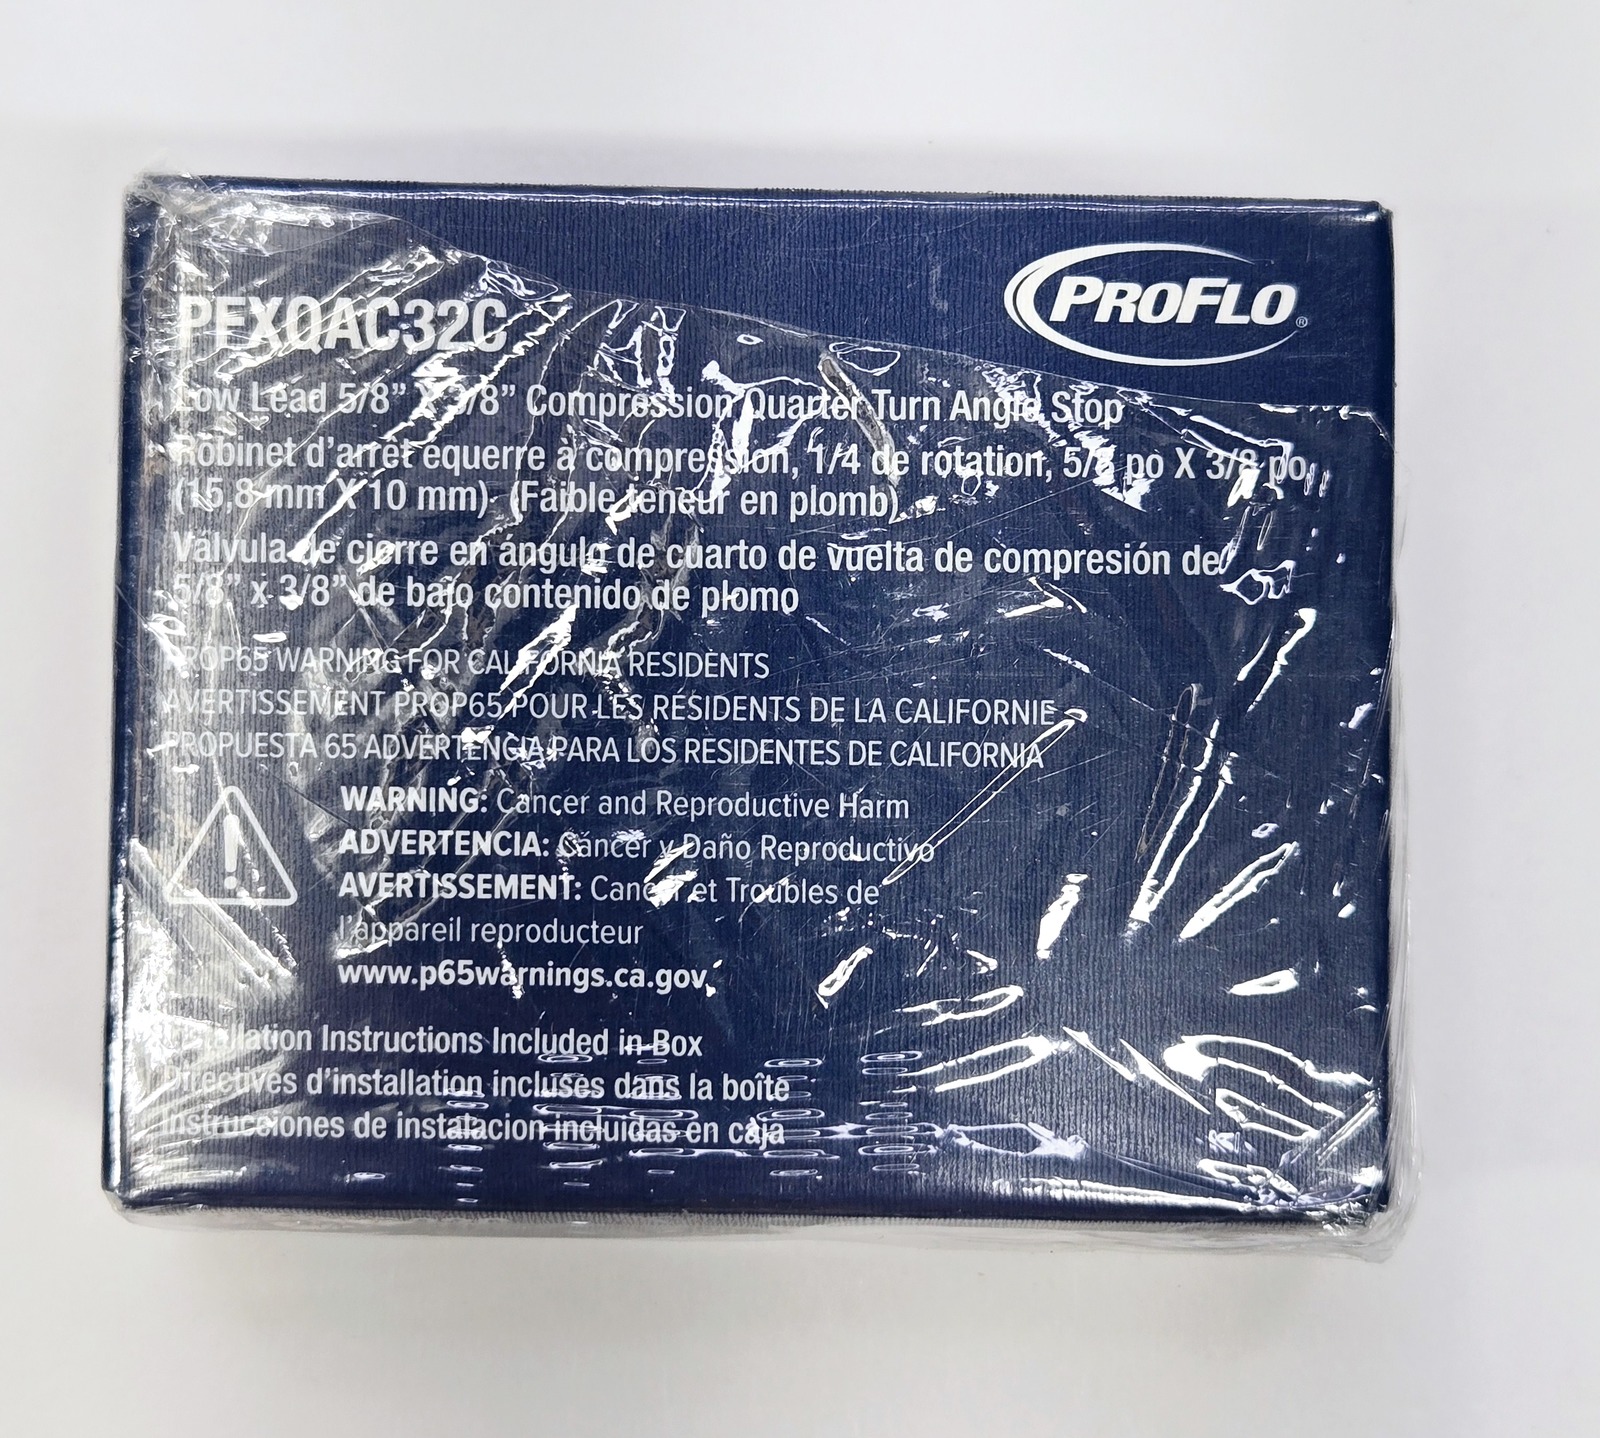 PROFLO®
PFXQAC32C
Low Lead 5/8" X 3/8" Compression Quarter Turn Angle Stop
Robinet d'arrêt équerre à compression, 1/4 de rotation, 5/8 po X 3/8 po,
(15,8 mm X 10 mm) (Faible teneur en plomb)
Válvula de cierre en ángulo de cuarto de vuelta de compresión de
5/8" x 3/8" de bajo contenido de plomo
PROP65 WARNING FOR CALIFORNIA RESIDENTS
AVERTISSEMENT PROP65 POUR LES RÉSIDENTS DE LA CALIFORNIE
PROPUESTA 65 ADVERTENCIA PARA LOS RESIDENTES DE CALIFORNIA
WARNING: Cancer and Reproductive Harm
ADVERTENCIA: Cáncer y Daño Reproductivo
AVERTISSEMENT: Cancer et Troubles de
l'appareil reproducteur
www.p65warnings.ca.gov
Installation Instructions Included in Box
Directives d'installation incluses dans la boîte
Instrucciones de instalacion incluidas en caja